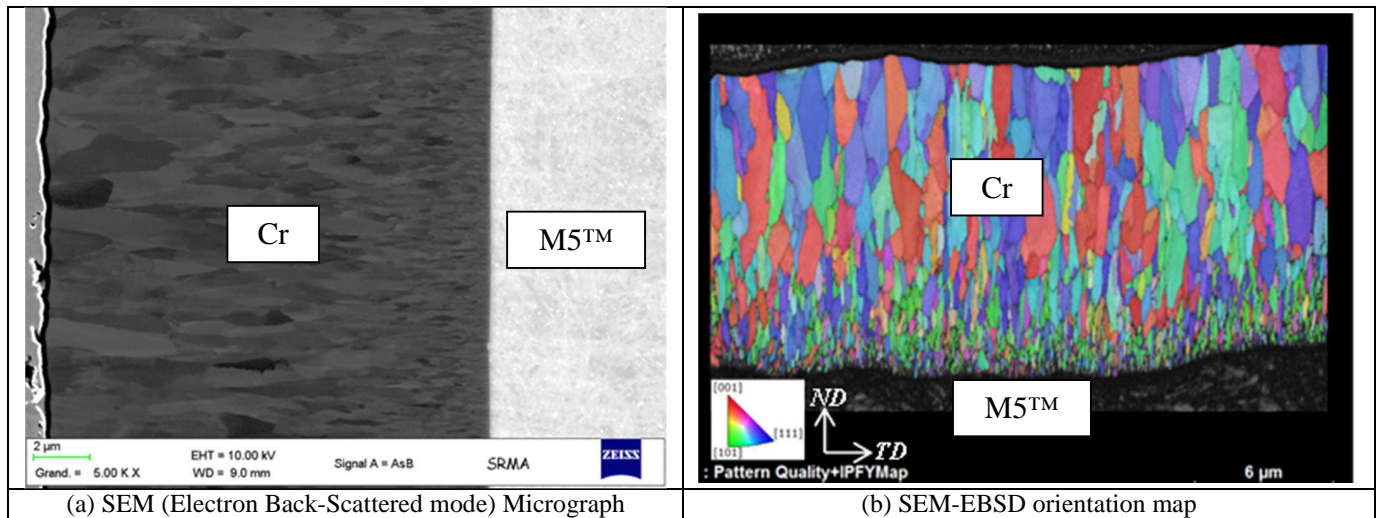 Cr
M5™
2 µm
Grand. = 5.00 K X
EHT = 10.00 kV
WD = 9.0 mm
Signal A = AsB
SRMA
ZEISS
(a) SEM (Electron Back-Scattered mode) Micrograph
Cr
M5™
[001]
[111]
[101]
ND
TD
: Pattern Quality+IPFYMap
6 µm
(b) SEM-EBSD orientation map